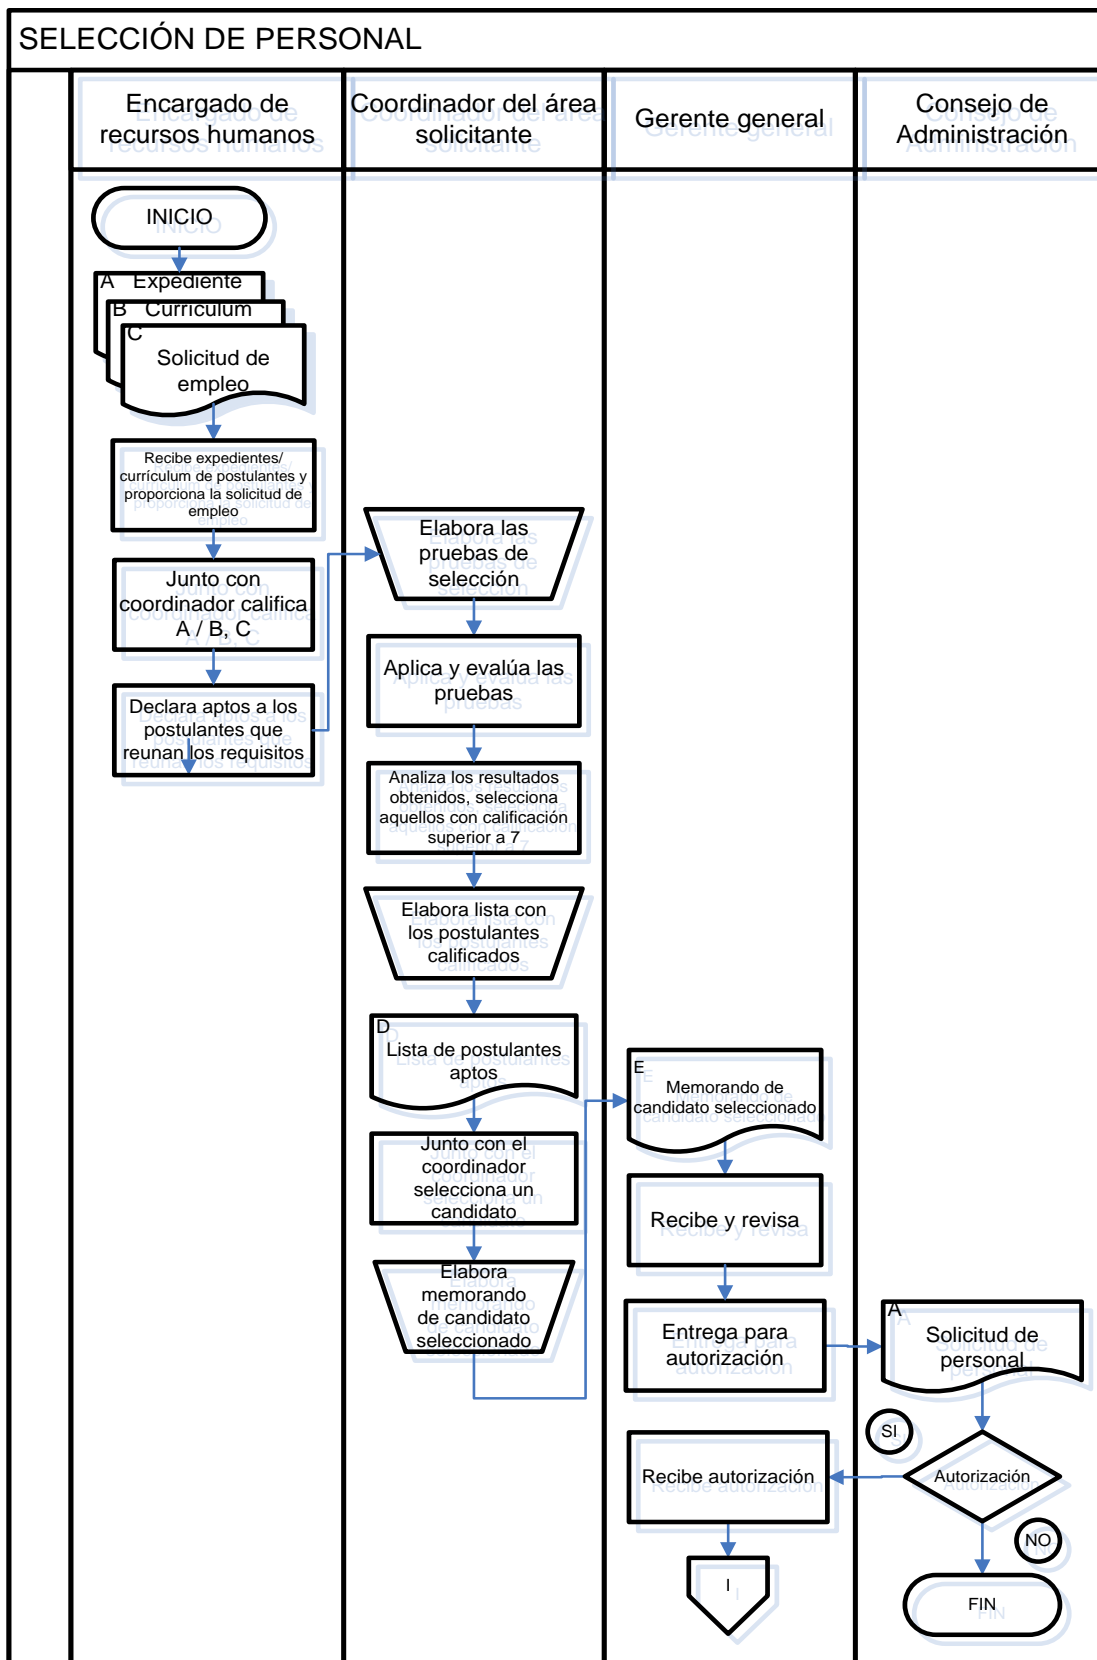 SELECCIÓN DE PERSONAL
Encargado de
recursos humanos
Coordinador del área
solicitante
Gerente general
Consejo de
Administración
INICIO
A Expediente
B Currículum
C
Solicitud de
empleo
Recibe expedientes/
currículum de postulantes y
proporciona la solicitud de
empleo
Junto con
coordinador califica
A / B, C
Declara aptos a los
postulantes que
reunan los requisitos
Elabora las
pruebas de
selección
Aplica y evalúa las
pruebas
Analiza los resultados
obtenidos, selecciona
aquellos con calificación
superior a 7
Elabora lista con
los postulantes
calificados
D
Lista de postulantes
aptos
Junto con el
coordinador
selecciona un
candidato
Elabora
memorando
de candidato
seleccionado
E
Memorando de
candidato seleccionado
Recibe y revisa
Entrega para
autorización
A
Solicitud de
personal
SI
Autorización
Recibe autorización
NO
I
FIN